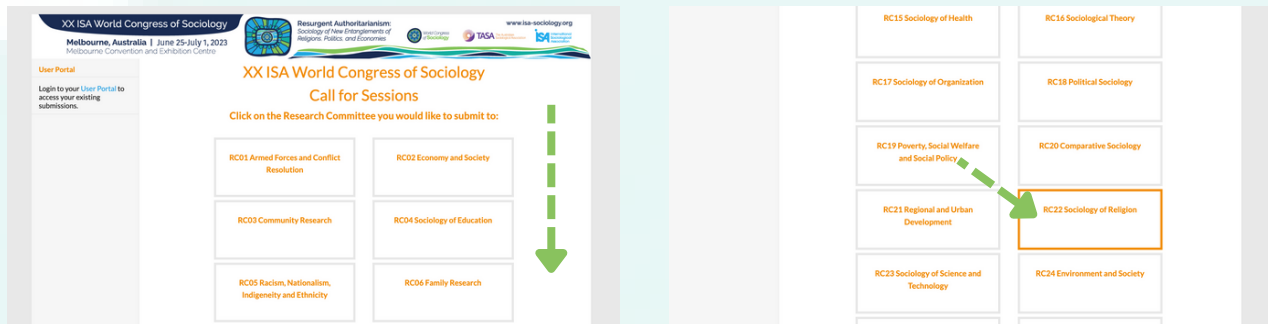 XX ISA World Congress of Sociology
Melbourne, Australia | June 25-July 1, 2023
Melbourne Convention and Exhibition Centre
Resurgent Authoritarianism:
Sociology of New Entanglements of
Religions, Politics, and Economies
www.isa-sociology.org
TASA
isa
User Portal
Login to your User Portal to
access your existing
submissions.
XX ISA World Congress of Sociology
Call for Sessions
Click on the Research Committee you would like to submit to:
RC01 Armed Forces and Conflict
Resolution
RC02 Economy and Society
RC03 Community Research
RC04 Sociology of Education
RC05 Racism, Nationalism,
Indigeneity and Ethnicity
RC06 Family Research
RC15 Sociology of Health
RC16 Sociological Theory
RC17 Sociology of Organization
RC18 Political Sociology
RC19 Poverty, Social Welfare
and Social Policy
RC20 Comparative Sociology
RC21 Regional and Urban
Development
RC22 Sociology of Religion
RC23 Sociology of Science and
Technology
RC24 Environment and Society